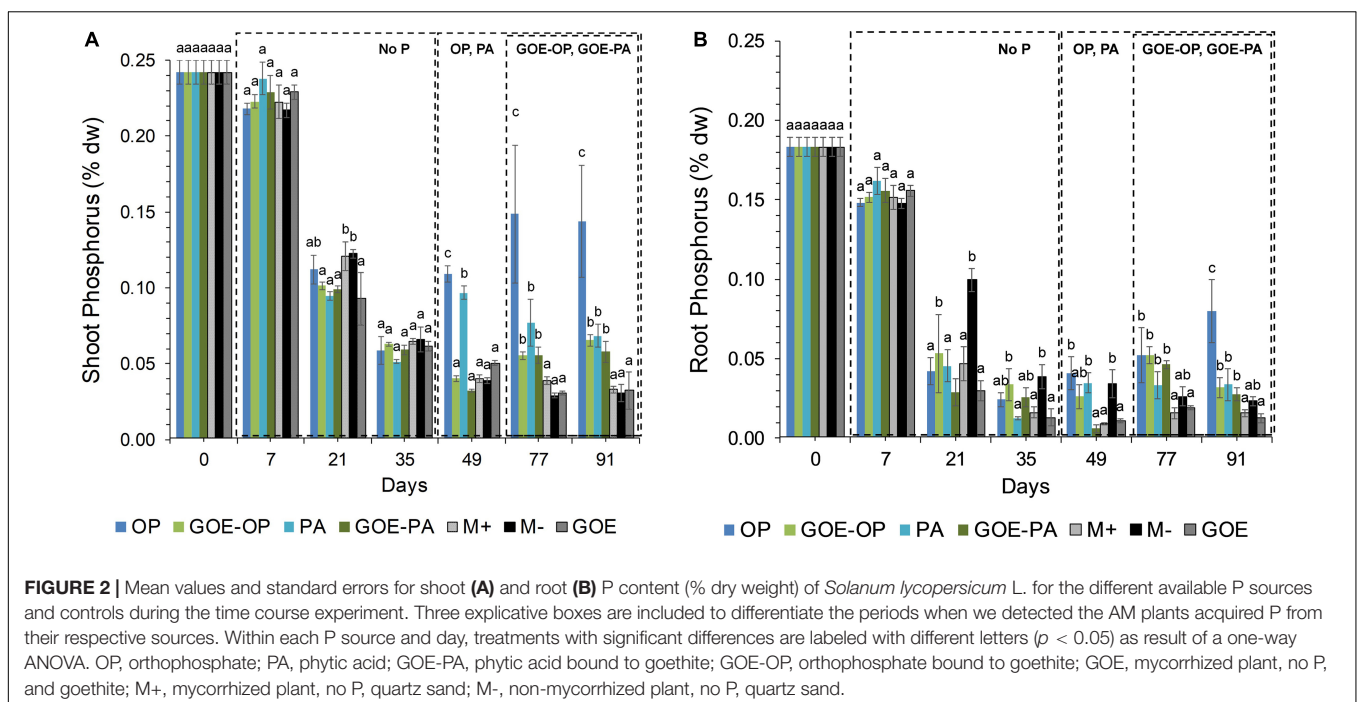 A
No P
OP, PA
GOE-OP, GOE-PA
Shoot Phosphorus (% dw)
0.25
0.20
0.15
0.10
0.05
0.00
aaaaaaa
a a a a a a a
ab a a a b b a
a a a a a a a
c a b a a a a
c b b b a a a
c b b b a a a
0 7 21 35 49 77 91
Days
OP GOE-OP PA GOE-PA M+ M- GOE
B
No P
OP, PA
GOE-OP, GOE-PA
Root Phosphorus (% dw)
0.25
0.20
0.15
0.10
0.05
0.00
aaaaaaa
a a a a a a a
a b a a a b a
ab b a ab a b a
b ab b a a b a
b b b b a ab a
c b b b a ab a
0 7 21 35 49 77 91
Days
OP GOE-OP PA GOE-PA M+ M- GOE
FIGURE 2 | Mean values and standard errors for shoot (A) and root (B) P content (% dry weight) of Solanum lycopersicum L. for the different available P sources
and controls during the time course experiment. Three explicative boxes are included to differentiate the periods when we detected the AM plants acquired P from
their respective sources. Within each P source and day, treatments with significant differences are labeled with different letters (p < 0.05) as result of a one-way
ANOVA. OP, orthophosphate; PA, phytic acid; GOE-PA, phytic acid bound to goethite; GOE-OP, orthophosphate bound to goethite; GOE, mycorrhized plant, no P,
and goethite; M+, mycorrhized plant, no P, quartz sand; M-, non-mycorrhized plant, no P, quartz sand.